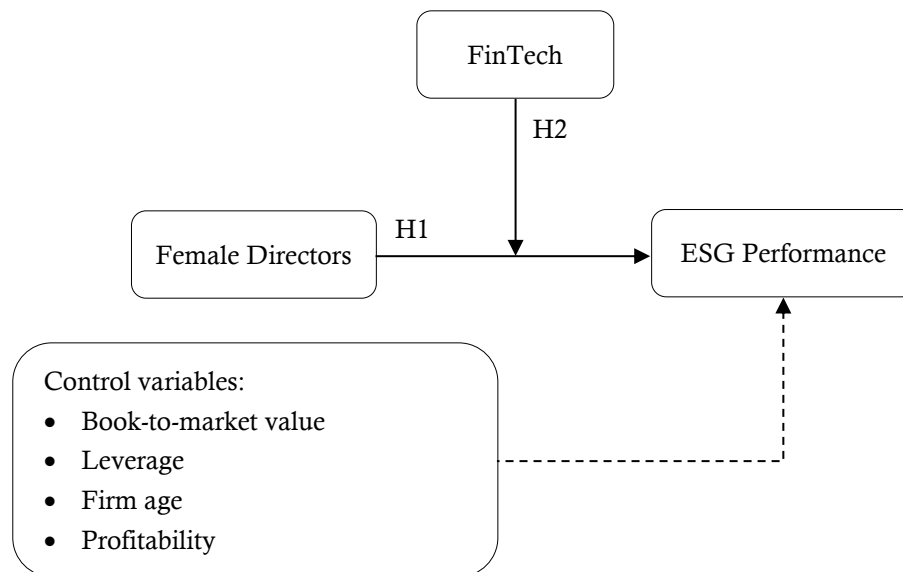 FinTech
H2
H1
Female Directors
ESG Performance
Control variables:
• Book-to-market value
• Leverage
• Firm age
• Profitability